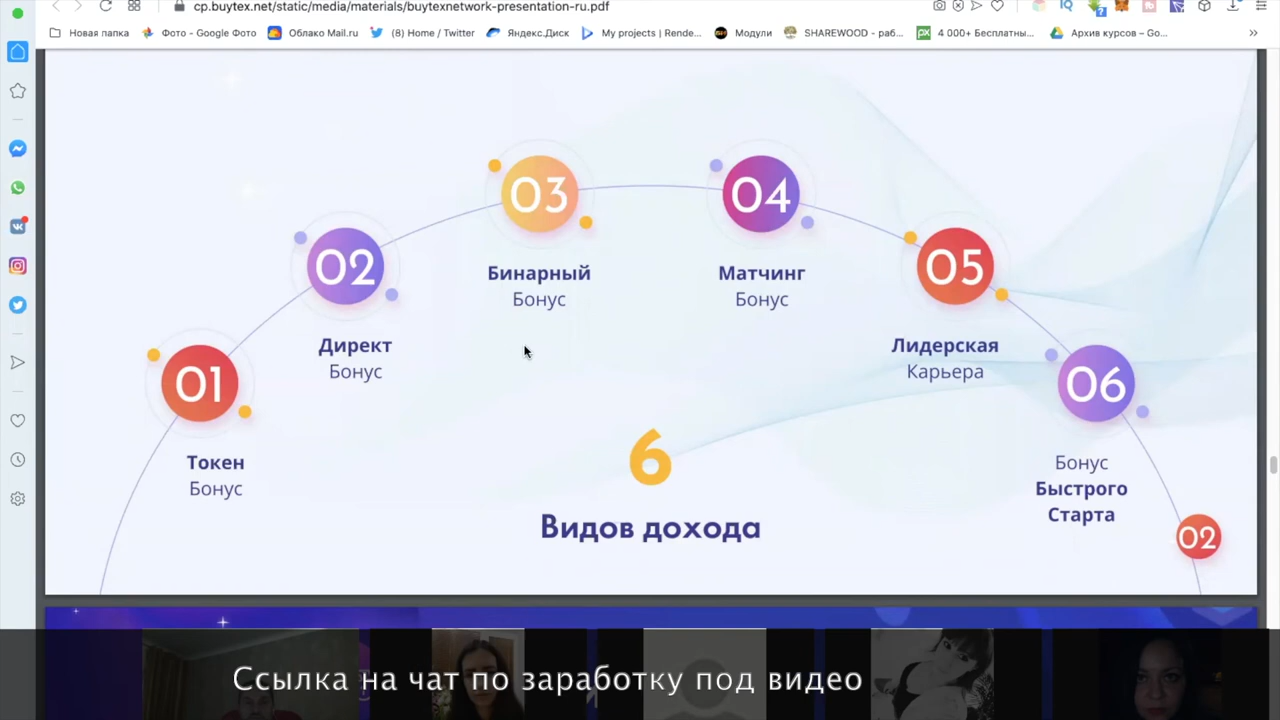 cp.buytex.net/static/media/materials/buytexnetwork-presentation-ru.pdf
Новая папка
Фото - Google Фото
Облако Mail.ru
(8) Home / Twitter
Яндекс.Диск
My projects | Rende...
Модули
SHAREWOOD - раб...
4 000+ Бесплатны...
Архив курсов – Go...
01
Токен
Бонус
02
Директ
Бонус
03
Бинарный
Бонус
04
Матчинг
Бонус
05
Лидерская
Карьера
06
Бонус
Быстрого
Старта
6
Видов дохода
02
Ссылка на чат по заработку под видео